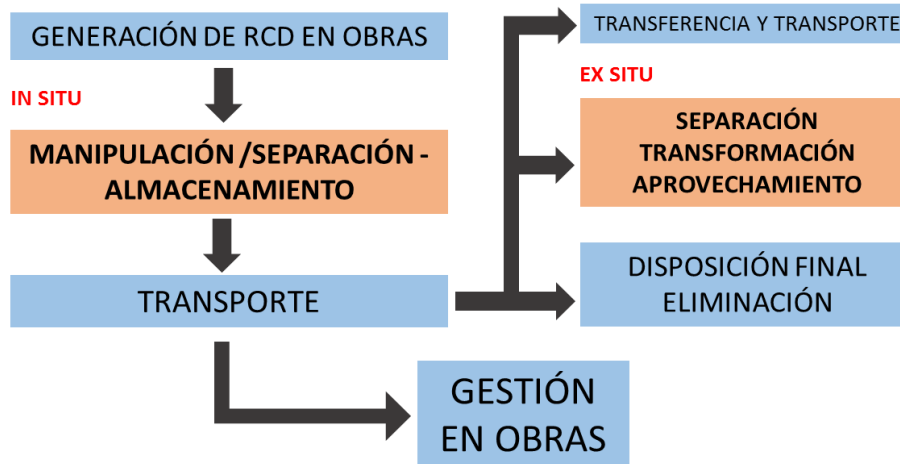 GENERACIÓN DE RCD EN OBRAS
IN SITU
MANIPULACIÓN /SEPARACIÓN -
ALMACENAMIENTO
TRANSPORTE
TRANSFERENCIA Y TRANSPORTE
EX SITU
SEPARACIÓN
TRANSFORMACIÓN
APROVECHAMIENTO
DISPOSICIÓN FINAL
ELIMINACIÓN
GESTIÓN
EN OBRAS